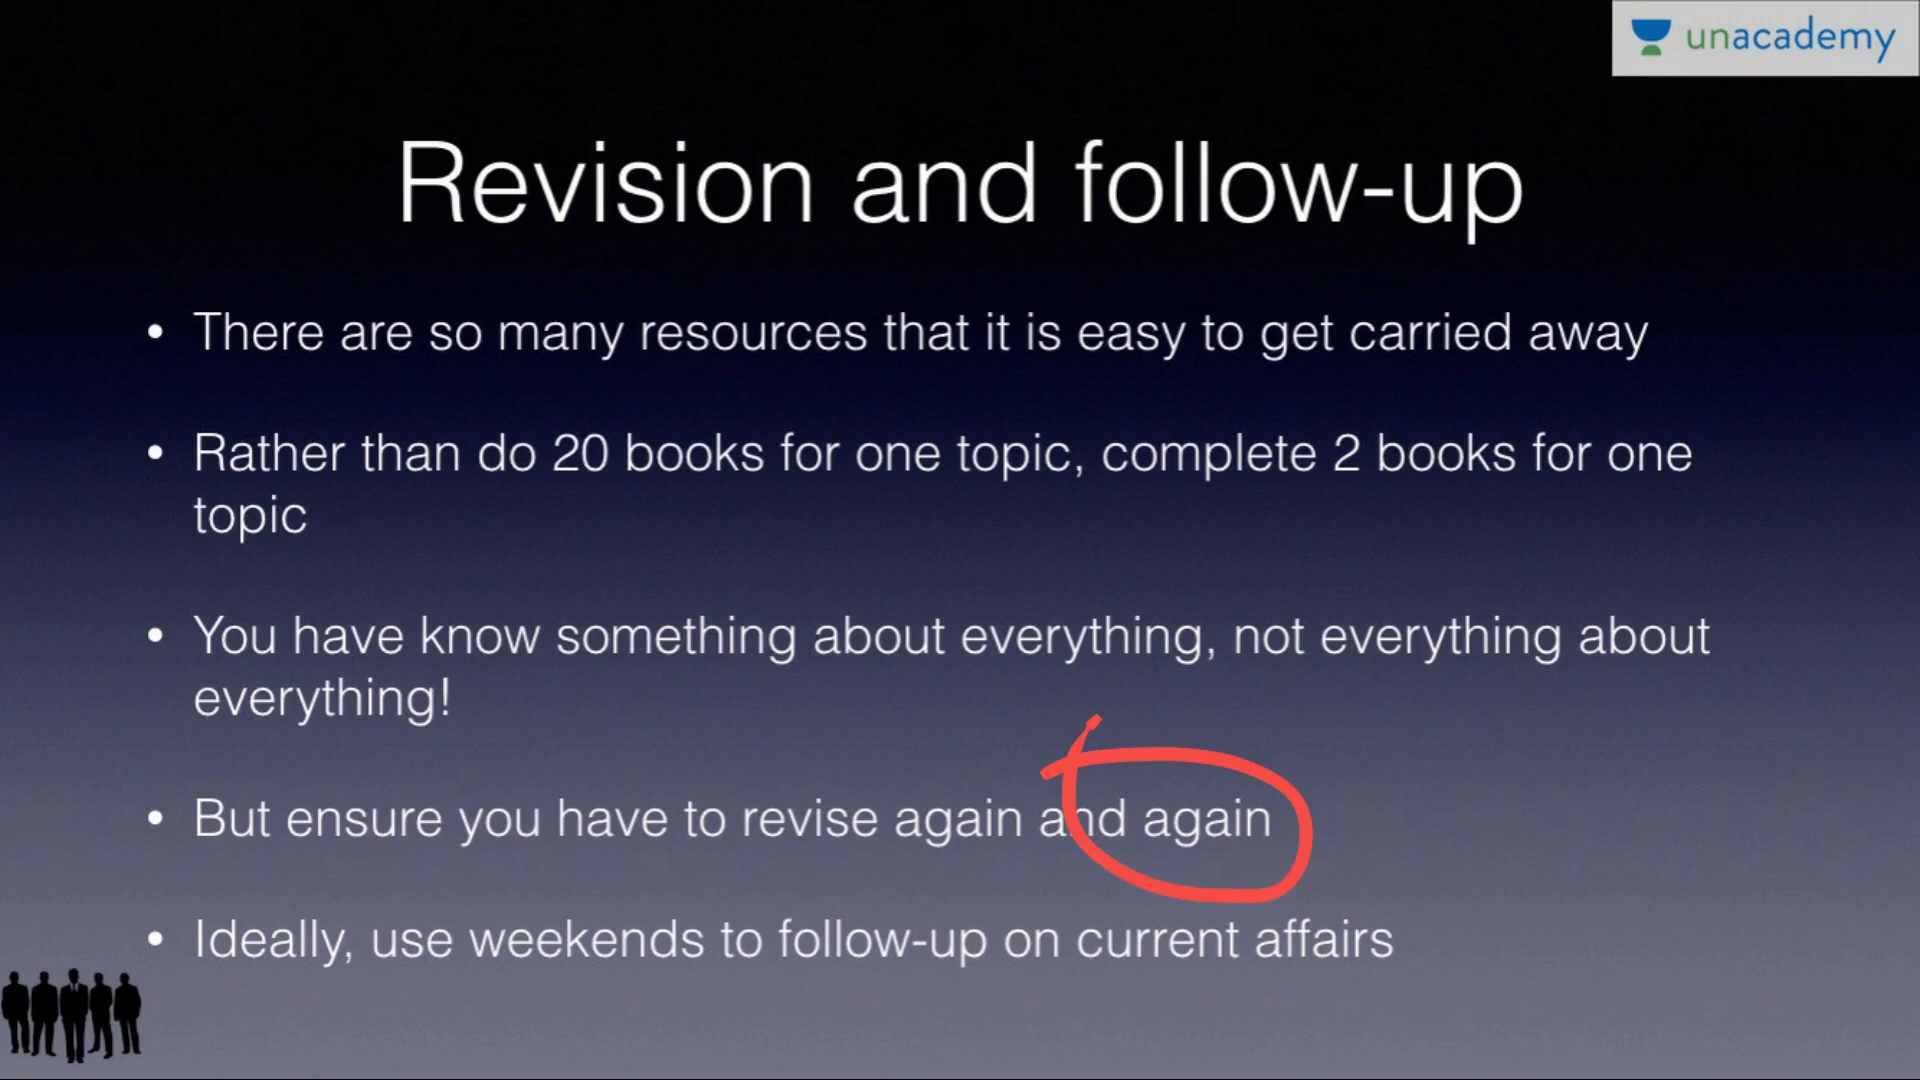 unacademy
Revision and follow-up
• There are so many resources that it is easy to get carried away
• Rather than do 20 books for one topic, complete 2 books for one
topic
• You have know something about everything, not everything about
everything!
• But ensure you have to revise again and again
• Ideally, use weekends to follow-up on current affairs